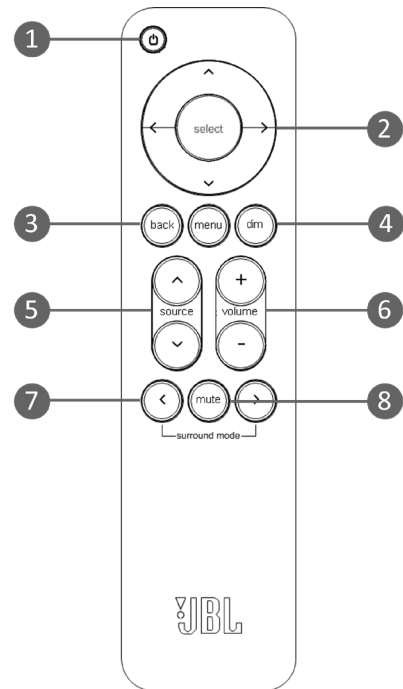 1
select
2
3 back menu dim 4
5 source + volume - 6
7 mute 8
surround mode
JBL